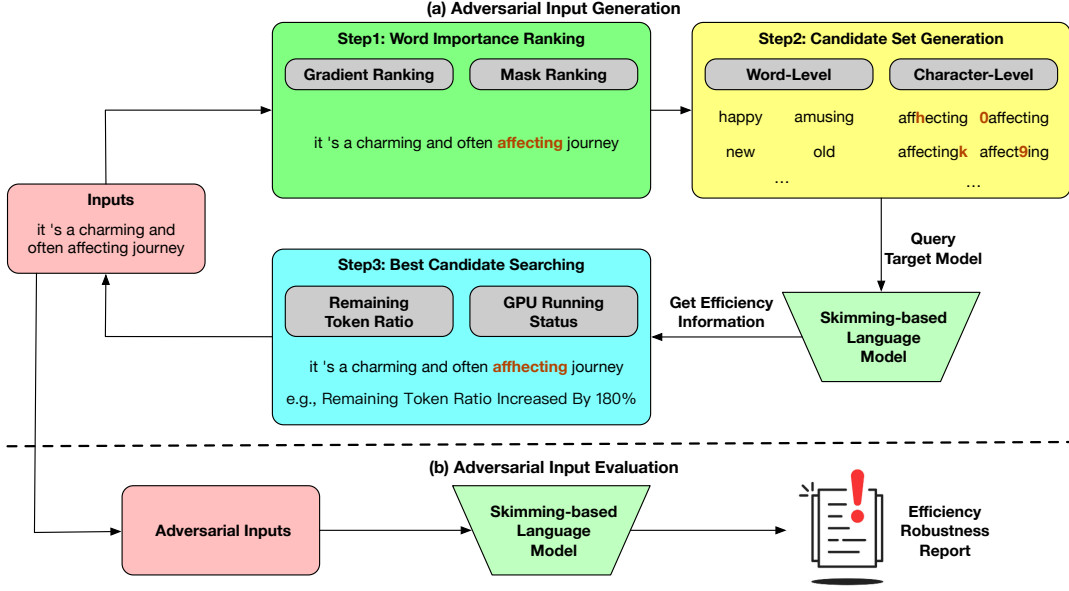 (a) Adversarial Input Generation
Step1: Word Importance Ranking
Gradient Ranking
Mask Ranking
it 's a charming and often affecting journey
Step2: Candidate Set Generation
Word-Level
Character-Level
happy
amusing
affhecting
0affecting
new
old
affectingk
affect9ing
...
...
Inputs
it 's a charming and
often affecting journey
Query
Target Model
Step3: Best Candidate Searching
Remaining
Token Ratio
GPU Running
Status
it 's a charming and often affhecting journey
e.g., Remaining Token Ratio Increased By 180%
Get Efficiency
Information
Skimming-based
Language
Model
(b) Adversarial Input Evaluation
Adversarial Inputs
Skimming-based
Language
Model
Efficiency
Robustness
Report